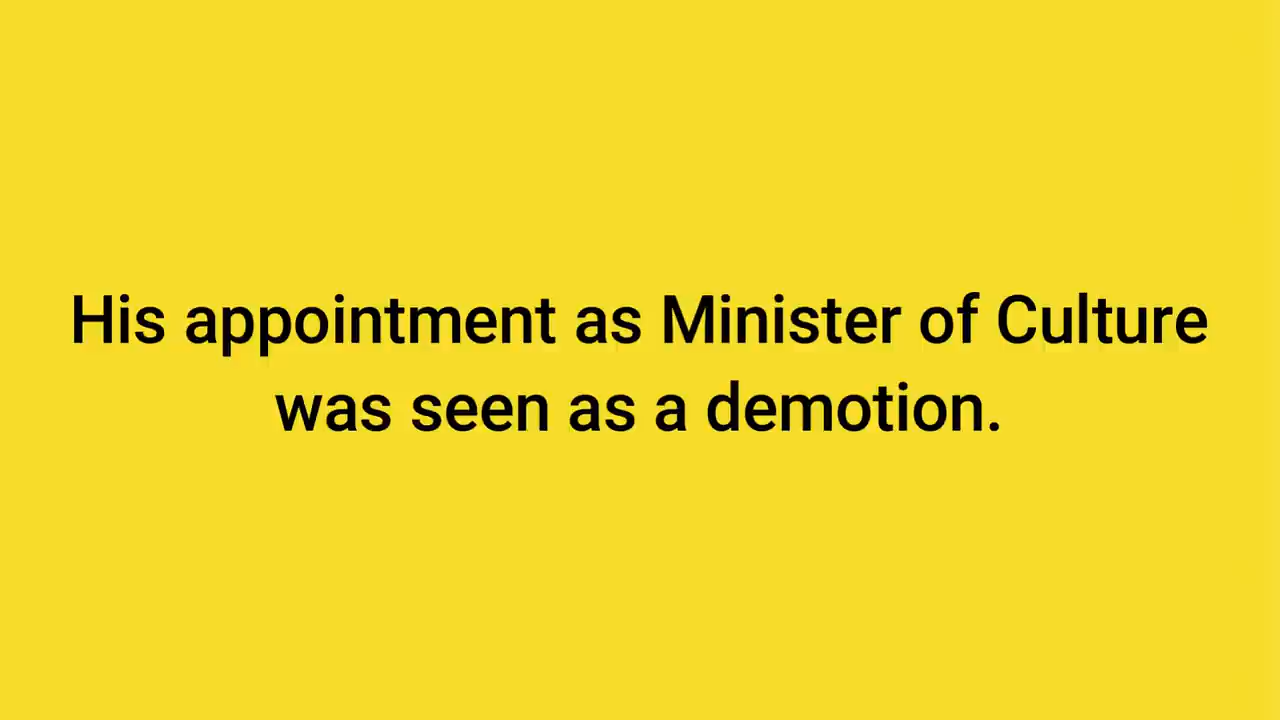 His appointment as Minister of Culture
was seen as a demotion.